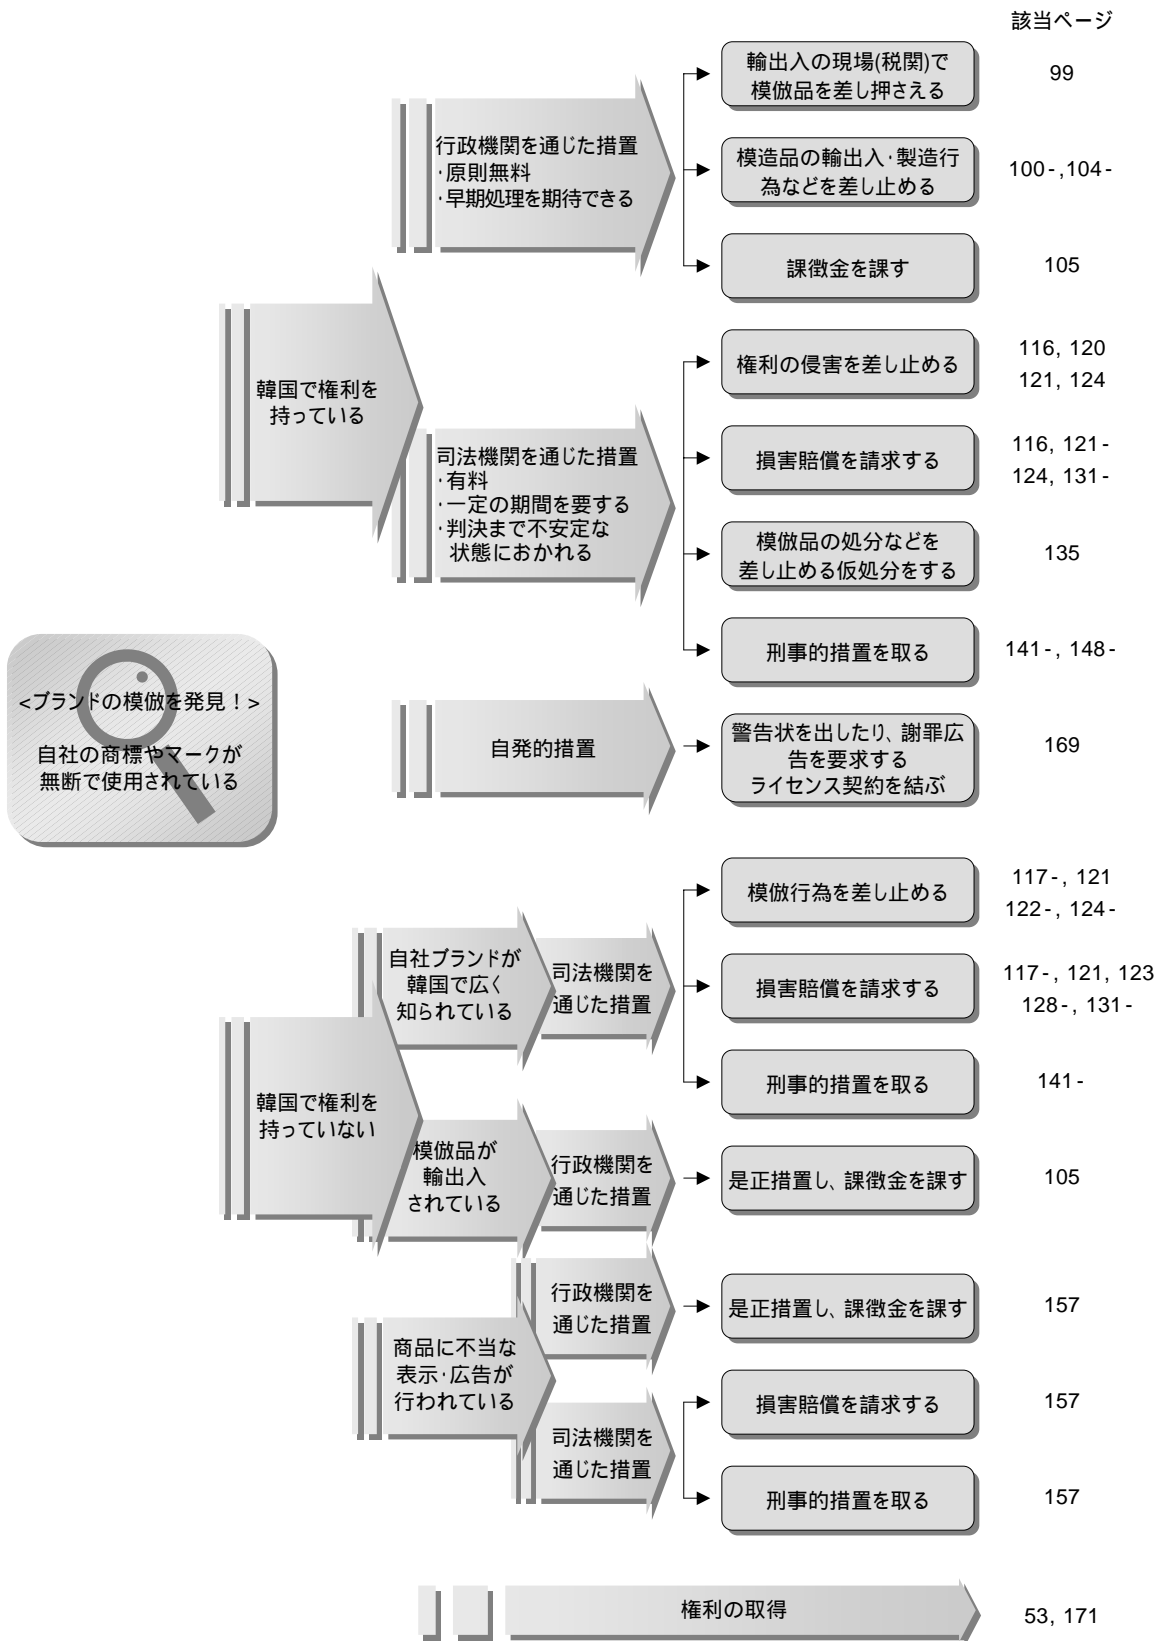 該当ページ
輸出入の現場(税関)で
模倣品を差し押さえる
99
行政機関を通じた措置
・原則無料
・早期処理を期待できる
模造品の輸出入・製造行
為などを差し止める
100-,104-
課徴金を課す
105
韓国で権利を
持っている
権利の侵害を差し止める
116, 120
121, 124
司法機関を通じた措置
・有料
・一定の期間を要する
・判決まで不安定な
状態におかれる
損害賠償を請求する
116, 121-
124, 131-
模倣品の処分などを
差し止める仮処分をする
135
刑事的措置を取る
141-, 148-
<ブランドの模倣を発見！>
自社の商標やマークが
無断で使用されている
自発的措置
警告状を出したり、謝罪広
告を要求する
ライセンス契約を結ぶ
169
模倣行為を差し止める
117-, 121
122-, 124-
自社ブランドが
韓国で広く
知られている
司法機関を
通じた措置
損害賠償を請求する
117-, 121, 123
128-, 131-
刑事的措置を取る
141-
韓国で権利を
持っていない
模倣品が
輸出入
されている
行政機関を
通じた措置
是正措置し、課徴金を課す
105
行政機関を
通じた措置
是正措置し、課徴金を課す
157
商品に不当な
表示・広告が
行われている
損害賠償を請求する
157
司法機関を
通じた措置
刑事的措置を取る
157
権利の取得
53, 171